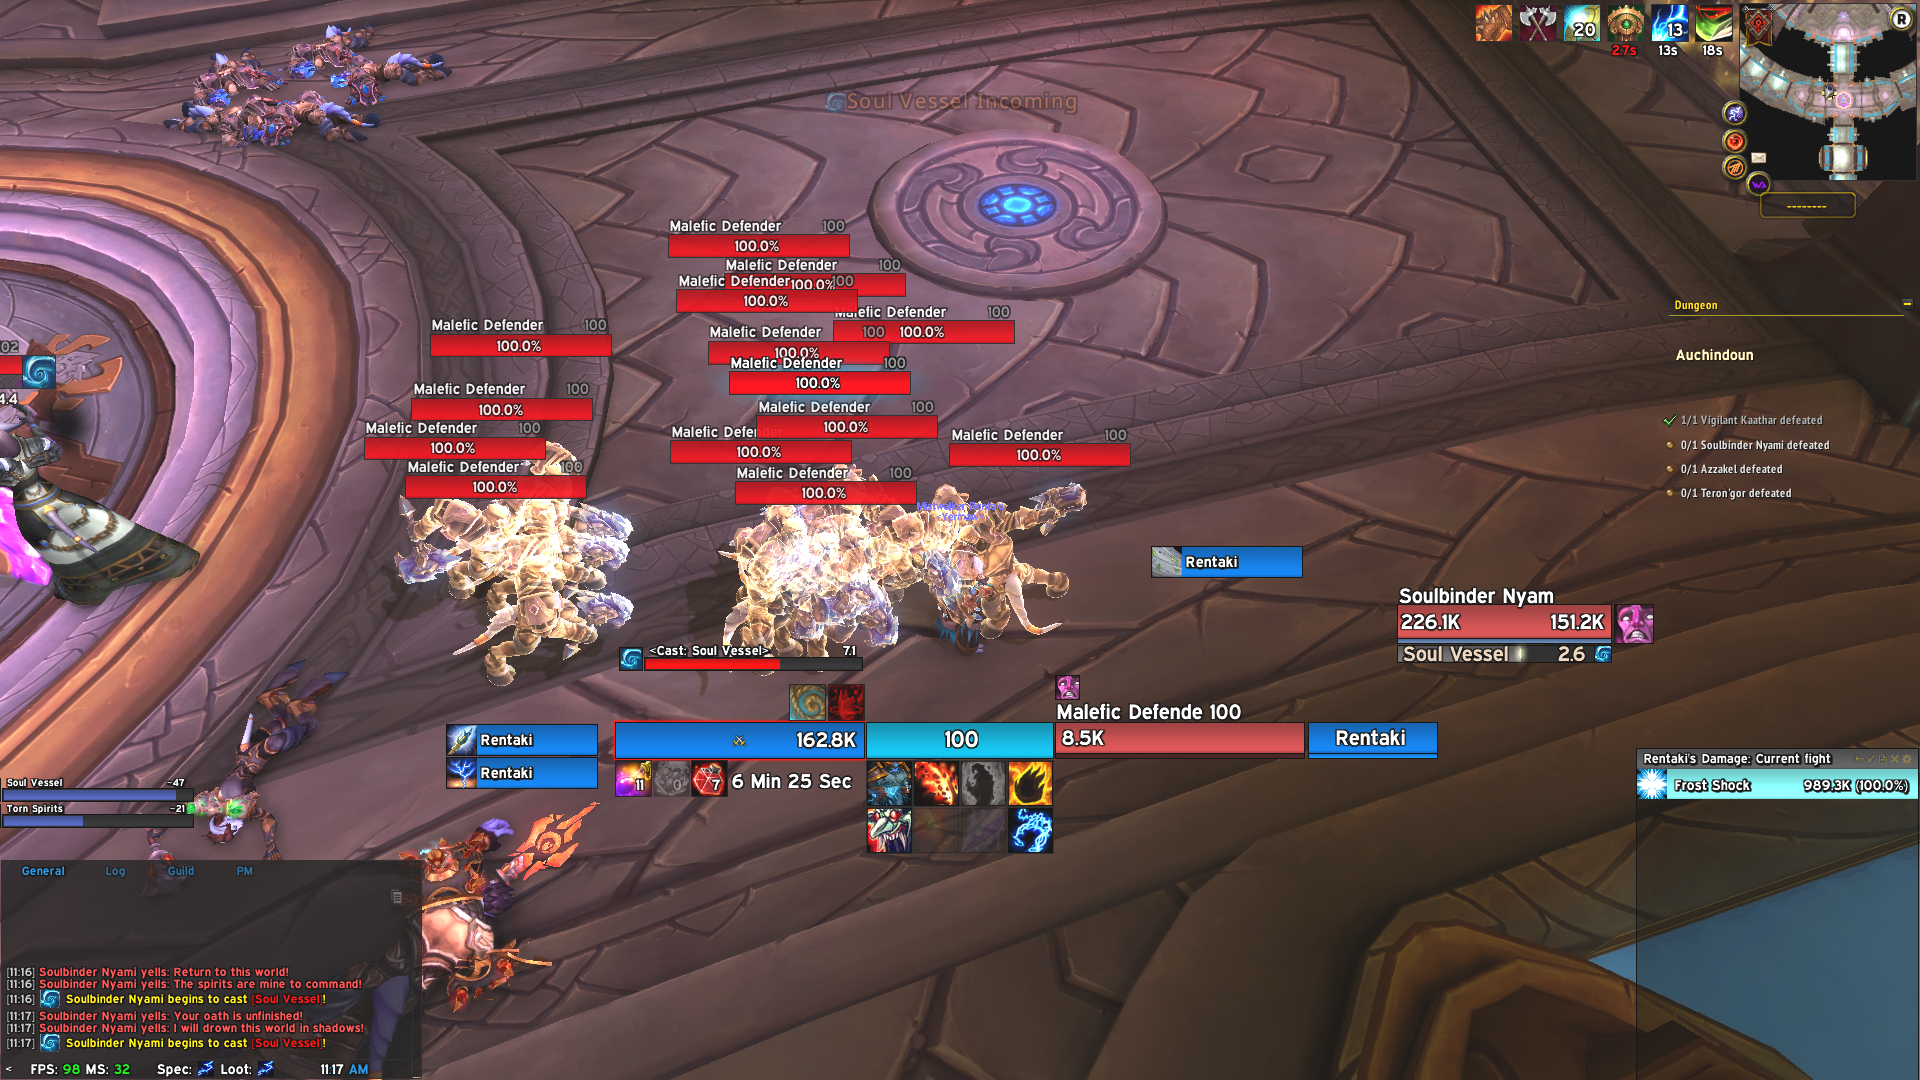 20
13
2.7s
13s
18s
R
Soul Vessel Incoming
--------
Malefic Defender 100
100.0%
Malefic Defender 100
100.0%
Malefic Defender 100
100.0%
Malefic Defender 100
100.0%
Malefic Defender 100
100.0%
Malefic Defender 100
100.0%
Malefic Defender 100
100.0%
Malefic Defender 100
100.0%
Malefic Defender 100
100.0%
Malefic Defender 100
100.0%
Malefic Defender
100.0%
Malefic Defender 100
100.0%
Malefic Defender 100
100.0%
Malefic Defender 100
100.0%
02
4.4
Dungeon
Auchindoun
1/1 Vigilant Kaathar defeated
0/1 Soulbinder Nyami defeated
0/1 Azzakel defeated
0/1 Teron'gor defeated
Rentaki
Soulbinder Nyam
226.1K 151.2K
Soul Vessel 2.6
<Cast: Soul Vessel> 7.1
Malefic Defende 100
8.5K
Rentaki
Rentaki
Rentaki
162.8K
100
11
0
7
6 Min 25 Sec
Soul Vessel ~47
Torn Spirits ~21
Rentaki's Damage: Current fight
Frost Shock 989.3K (100.0%)
General Log Guild PM
[11:16] Soulbinder Nyami yells: Return to this world!
[11:16] Soulbinder Nyami yells: The spirits are mine to command!
[11:16] Soulbinder Nyami begins to cast [Soul Vessel]!
[11:17] Soulbinder Nyami yells: Your oath is unfinished!
[11:17] Soulbinder Nyami yells: I will drown this world in shadows!
[11:17] Soulbinder Nyami begins to cast [Soul Vessel]!
< FPS: 98 MS: 32 Spec: Loot: 11:17 AM